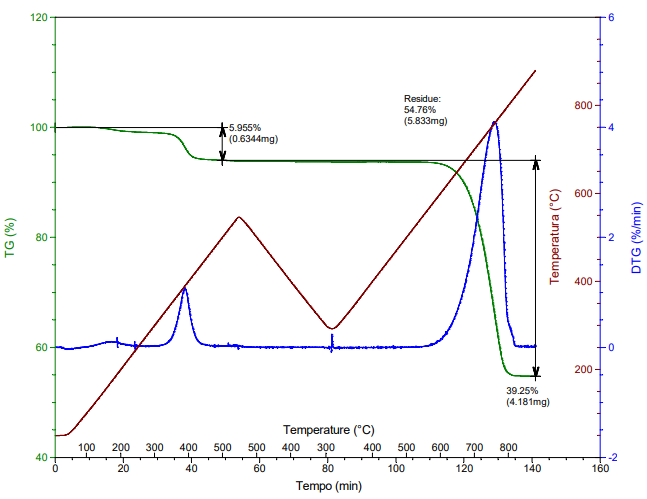 120
100
80
60
40
TG (%)
5.955%
(0.6344mg)
Residue:
54.76%
(5.833mg)
39.25%
(4.181mg)
Temperature (°C)
100 200 300 400 500 500 400 300 400 500 600 700 800
0 20 40 60 80 100 120 140 160
Tempo (min)
800
600
400
200
Temperatura (°C)
6
4
2
0
-2
DTG (%/min)